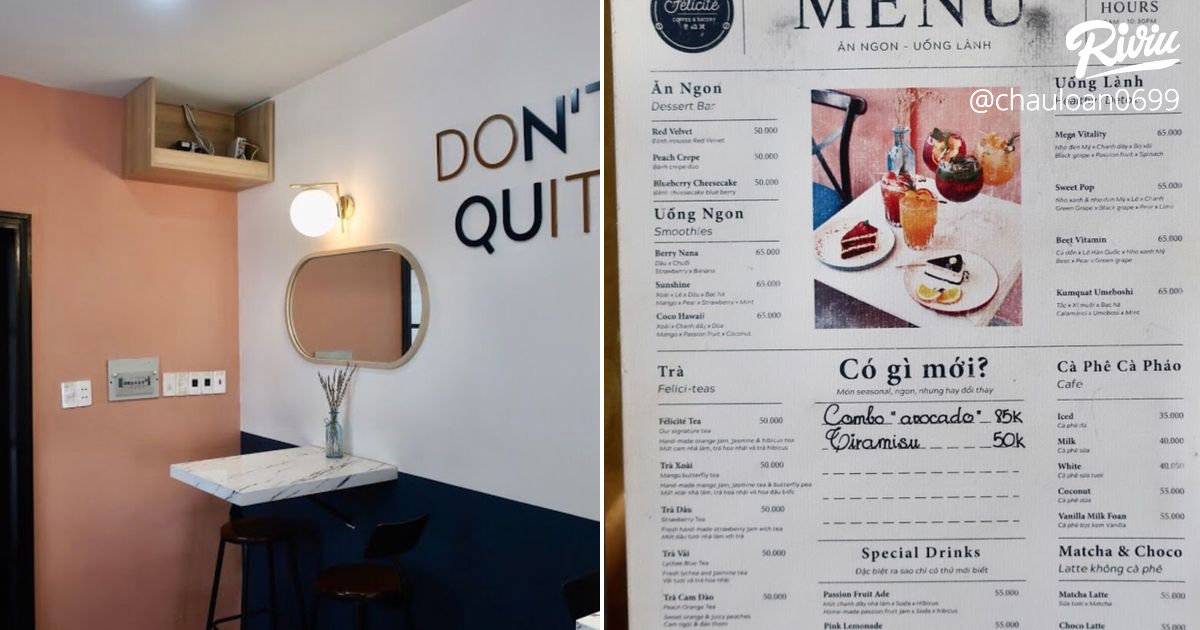 DON'T
QUIT
Félicité
COFFEE & EATERY
MENU
ĂN NGON - UỐNG LÀNH
HOURS
10.30PM
Riviu
@chauloan0699
Ăn Ngon
Dessert Bar
Red Velvet 50.000
Bánh mousse Red Velvet
Peach Crepe 50.000
Bánh crepe đào
Blueberry Cheesecake 50.000
Bánh cheesecake blue berry
Uống Ngon
Smoothies
Berry Nana 65.000
Dâu x Chuối
Strawberry x Banana
Sunshine 65.000
Xoài x Lê x Dâu x Bạc hà
Mango x Pear x Strawberry x Mint
Coco Hawaii 65.000
Xoài x Chanh dây x Dừa
Mango x Passion Fruit x Coconut
Uống Lành
Healthy Detox
Mega Vitality 65.000
Nho đen Mỹ x Chanh dây x Bó xôi
Black grape x Passion fruit x Spinach
Sweet Pop 65.000
Nho xanh & nho đen Mỹ x Lê x Chanh
Green Grape x Black grape x Pear x Lime
Beet Vitamin 65.000
Củ dền x Lê Hàn Quốc x Nho xanh Mỹ
Beet x Pear x Green grape
Kumquat Umeboshi 65.000
Tắc x Xí muội x Bạc hà
Calamansi x Umeboshi x Mint
Trà
Felici-teas
Félicité Tea 50.000
Our signature tea
Hand-made orange jam, Jasmine & hibicus tea
Mứt cam nhà làm, trà hoa nhài và trà hibicus
Trà Xoài 50.000
Mango butterfly tea
Hand-made mango Jam, Jasmine tea & butterfly pea
Mứt xoài nhà làm, trà hoa nhài và hoa đậu biếc
Trà Dâu 50.000
Strawberry Tea
Fresh hand-made strawberry jam with tea
Mứt dâu tươi nhà làm với trà
Trà Vải 50.000
Lychee Blue Tea
Fresh lychee and Jasmine tea
Vải tươi và trà hoa nhài
Trà Cam Đào 50.000
Peach Orange Tea
Sweet orange & juicy peaches
Cam ngọt & đào thơm
Có gì mới?
Món seasonal, ngon, nhưng hay đổi thay
Combo "avocado" 85k
Tiramisu 50k
Special Drinks
Đặc biệt ra sao chỉ có thử mới biết
Passion Fruit Ade 55.000
Mứt chanh dây nhà làm x Soda x Hibicus
Home-made passion fruit Jam x Soda x hibicus
Pink Lemonade 55.000
Cà Phê Cà Pháo
Cafe
Iced 35.000
Cà phê đá
Milk 40.000
Cà phê sữa
White 40.000
Cà phê sữa tươi
Coconut 55.000
Cà phê dừa
Vanilla Milk Foan 55.000
Cà phê bọt kem Vanilla
Matcha & Choco
Latte không cà phê
Matcha Latte 55.000
Sữa tươi x Matcha
Choco Latte 55.000